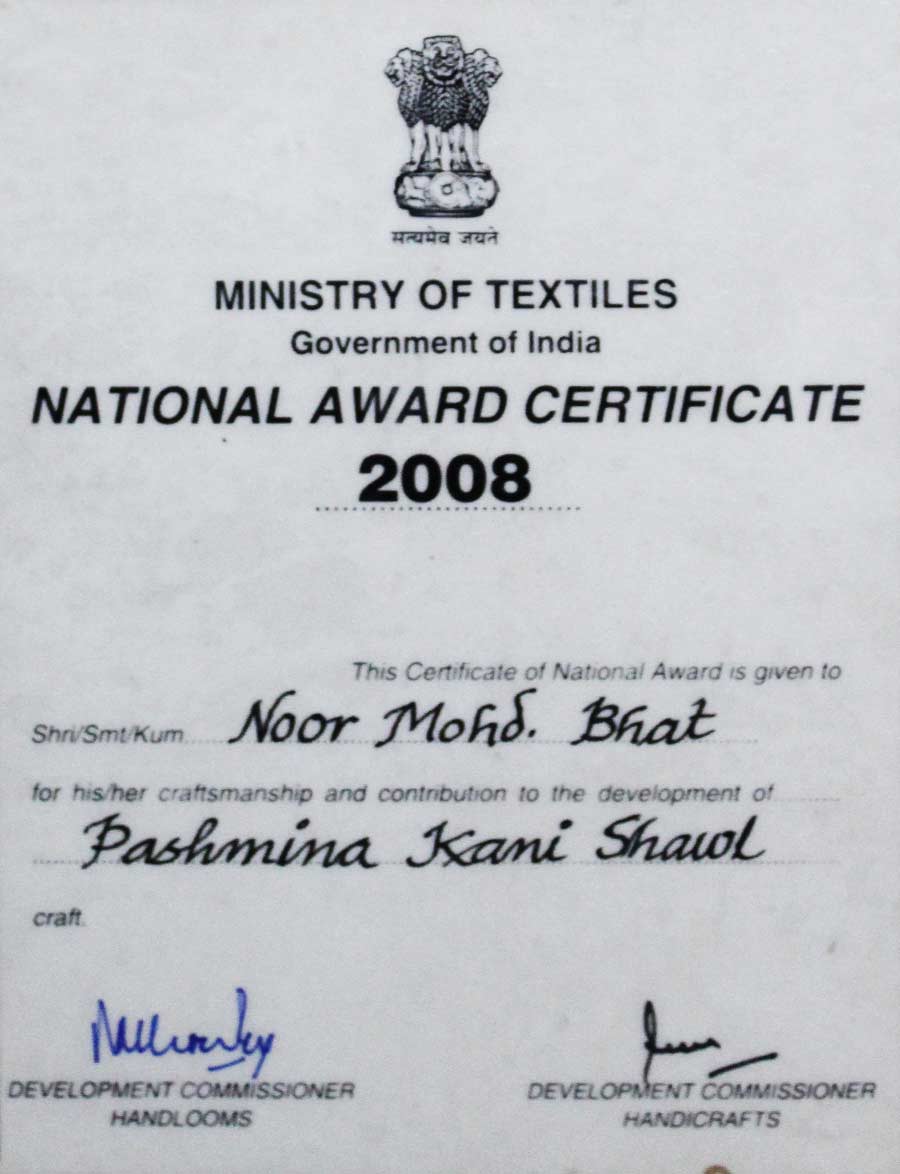 सत्यमेव जयते
MINISTRY OF TEXTILES
Government of India
NATIONAL AWARD CERTIFICATE
2008
This Certificate of National Award is given to
Shri/Smt/Kum Noor Mohd. Bhat
for his/her craftsmanship and contribution to the development of
Pashmina Kani Shawl
craft.
DEVELOPMENT COMMISSIONER DEVELOPMENT COMMISSIONER
HANDLOOMS HANDICRAFTS